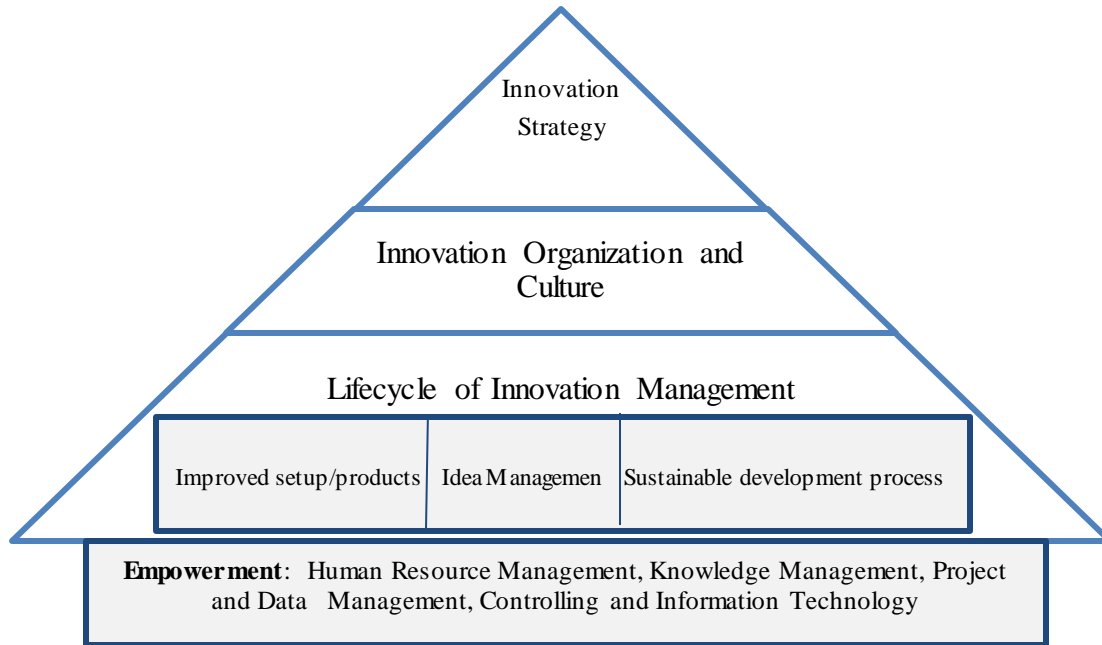 Innovation
Strategy
Innovation Organization and
Culture
Lifecycle of Innovation Management
Improved setup/products Idea Managemen Sustainable development process
Empowerment: Human Resource Management, Knowledge Management, Project
and Data Management, Controlling and Information Technology